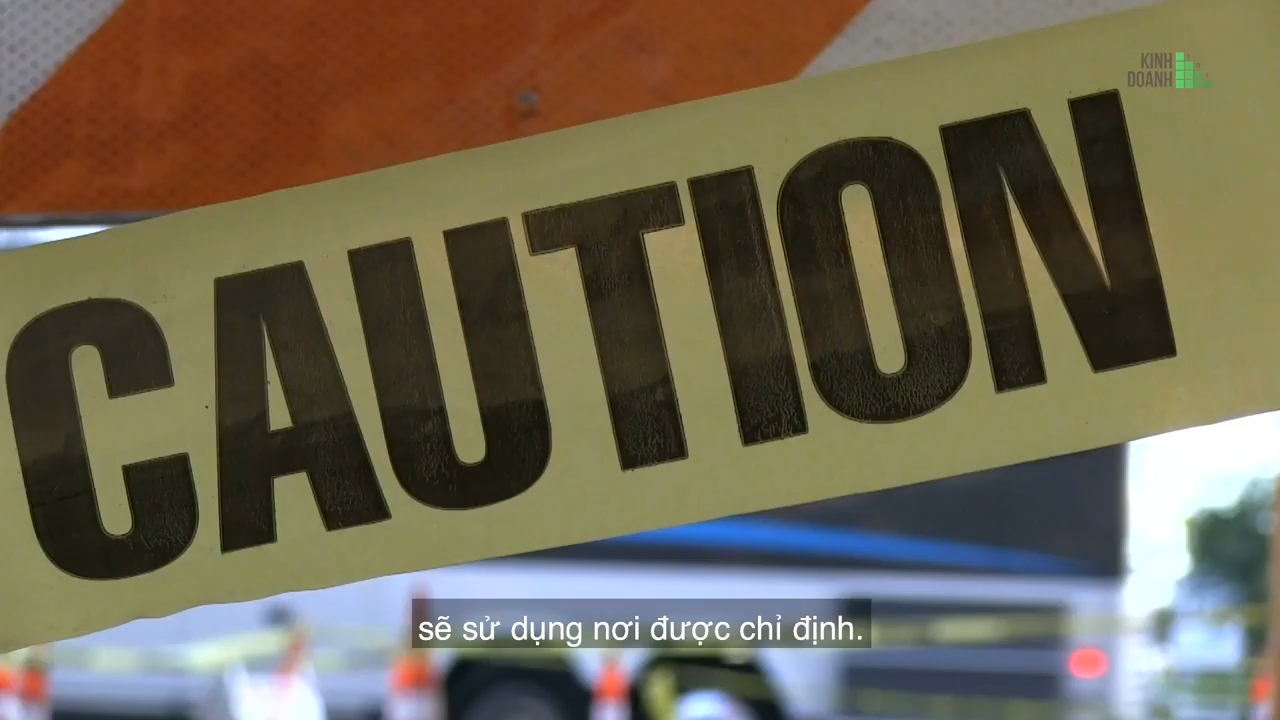 KINH
DOANH
CAUTION
sẽ sử dụng nơi được chỉ định.